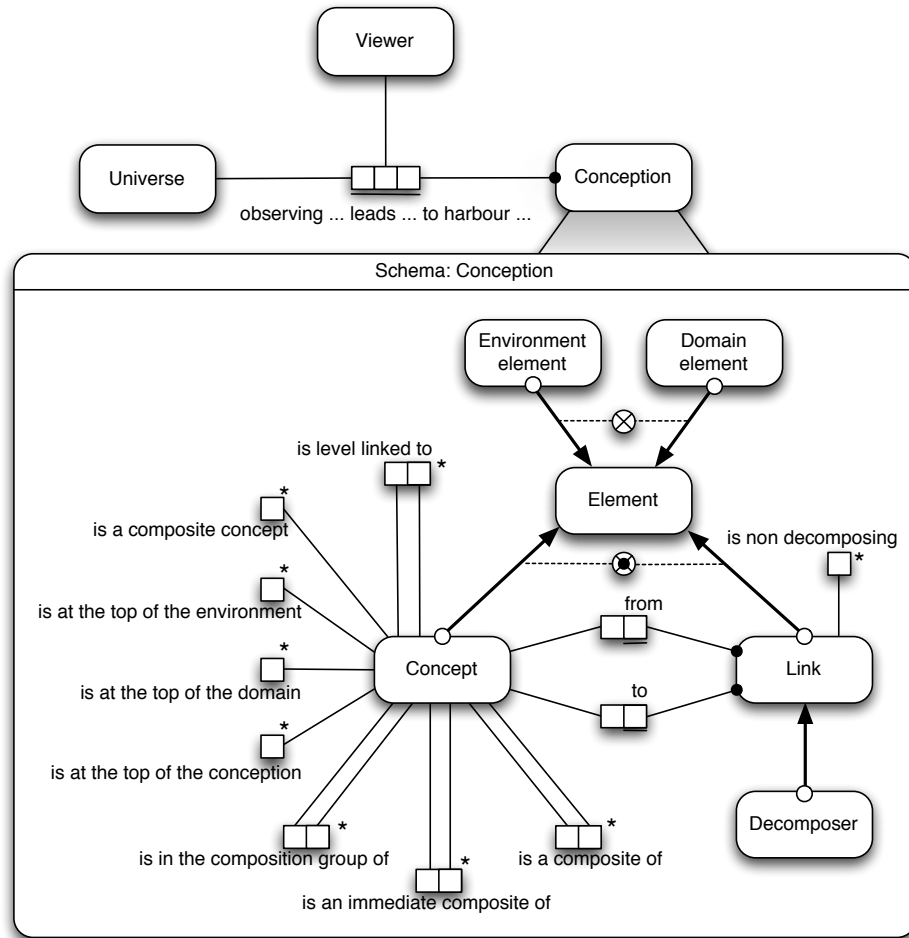 Viewer
Universe
Conception
observing ... leads ... to harbour ...
Schema: Conception
Environment
element
Domain
element
is level linked to
*
Element
*
is a composite concept
is non decomposing
*
*
is at the top of the environment
from
Concept
Link
*
is at the top of the domain
to
*
is at the top of the conception
Decomposer
*
is in the composition group of
*
is a composite of
*
is an immediate composite of